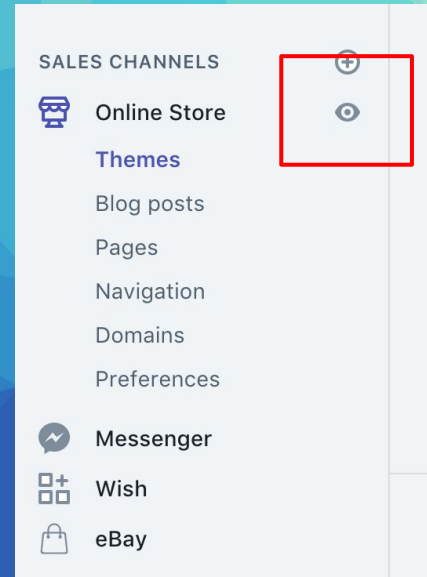 SALES CHANNELS
Online Store
Themes
Blog posts
Pages
Navigation
Domains
Preferences
Messenger
Wish
eBay